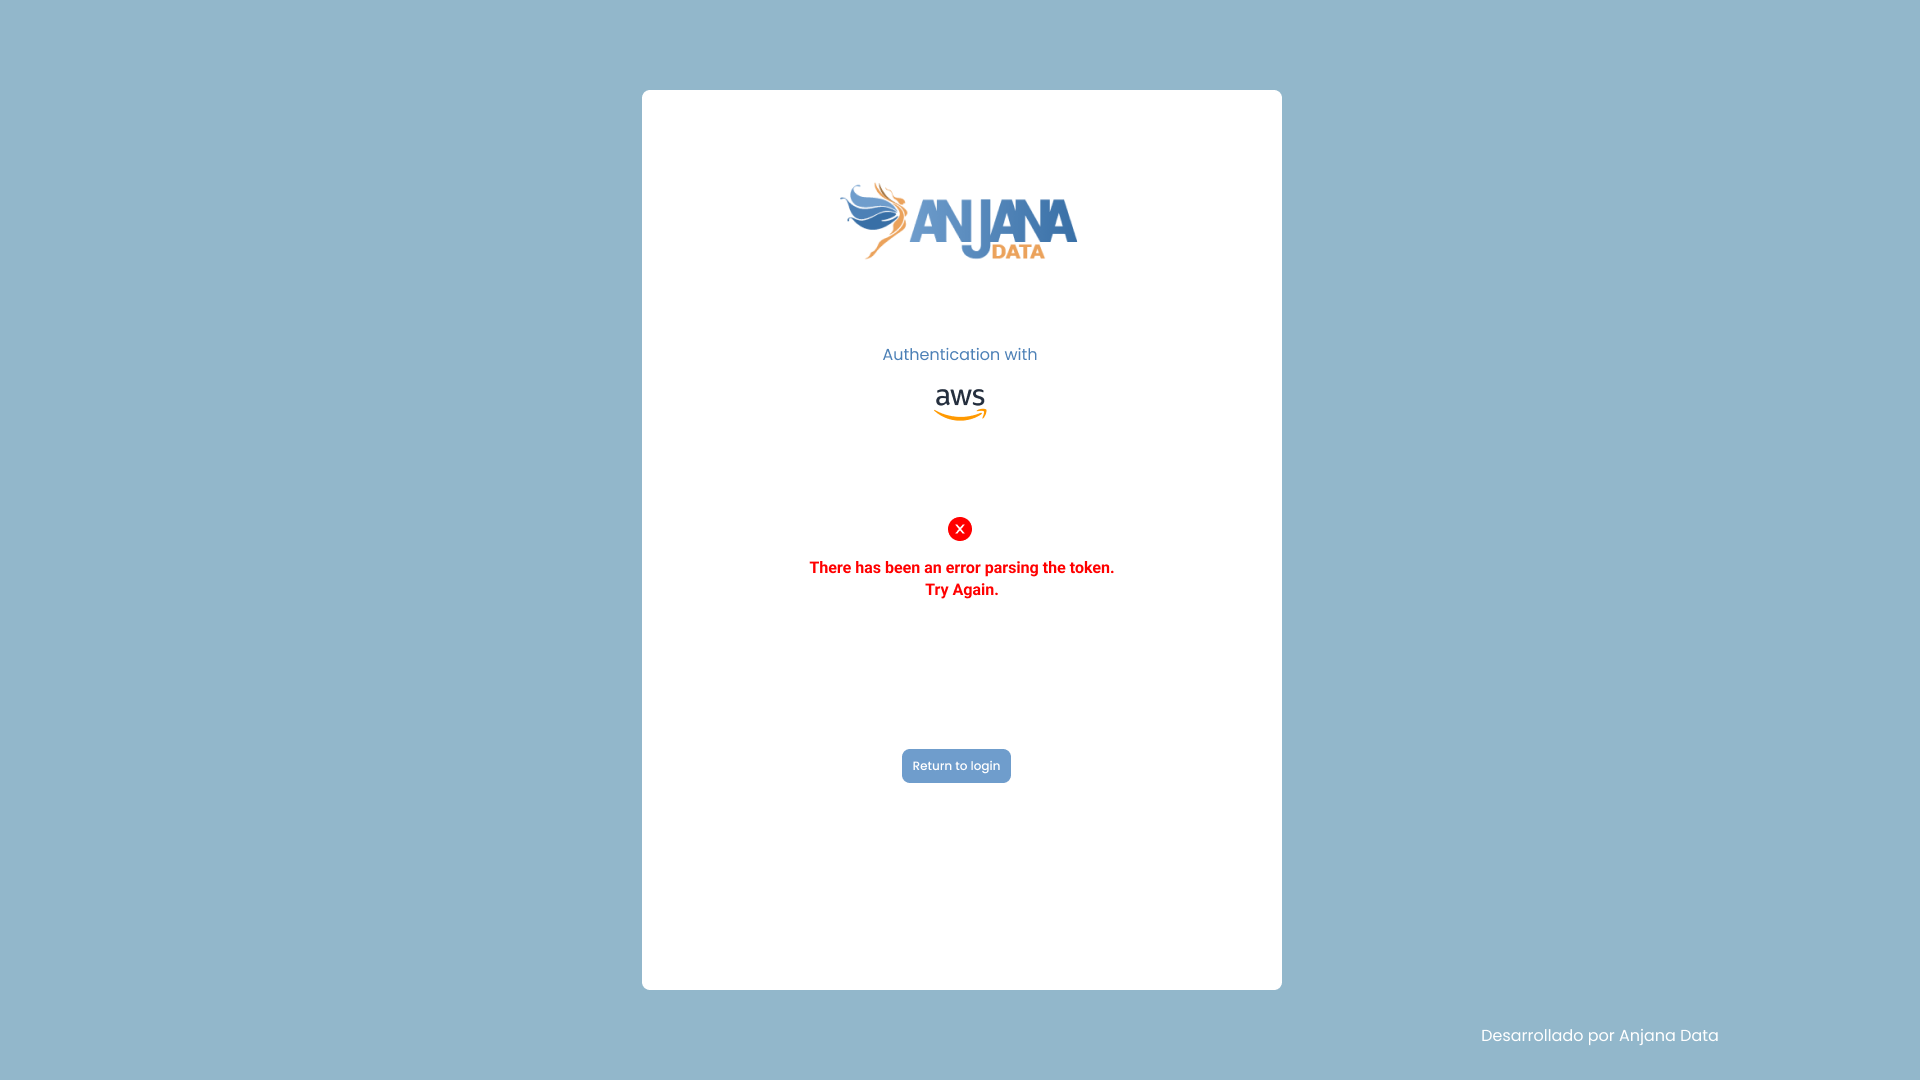 ANJANA
DATA
Authentication with
aws
X
There has been an error parsing the token.
Try Again.
Return to login
Desarrollado por Anjana Data